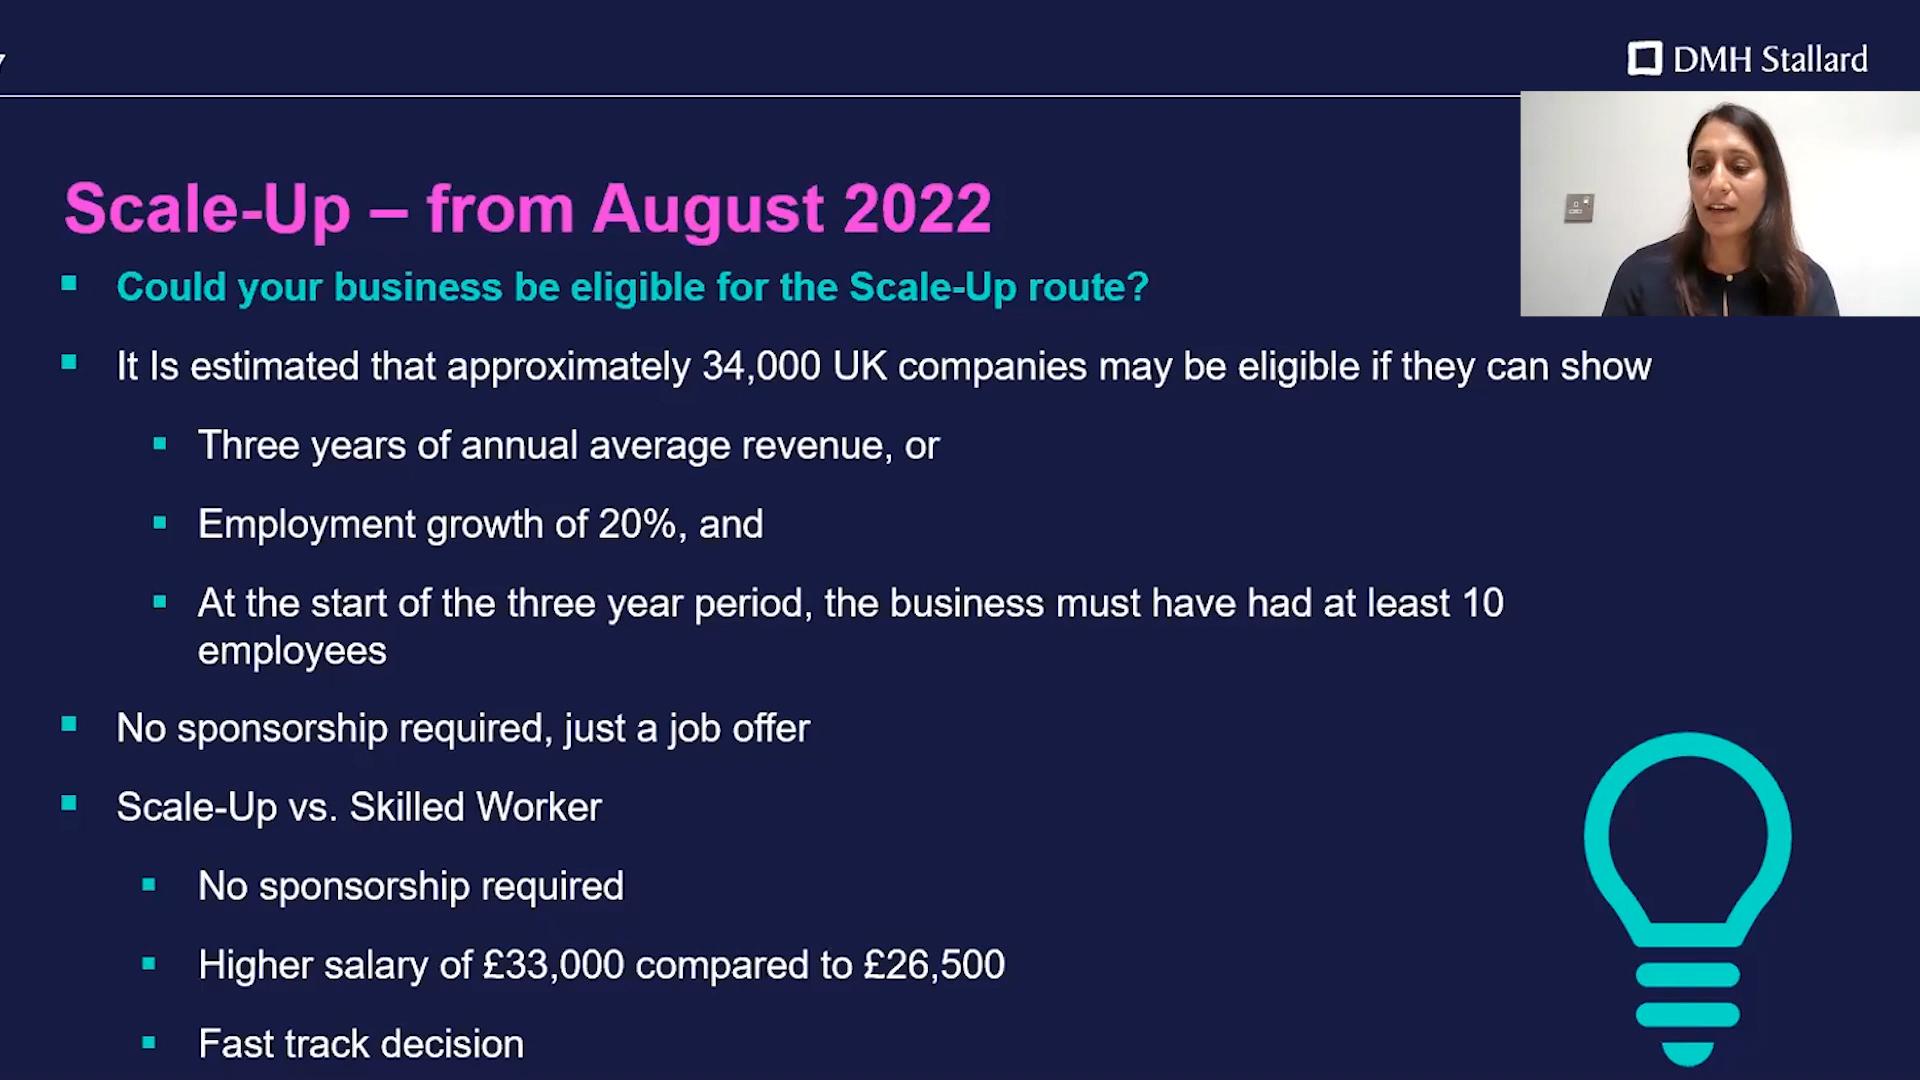 DMH Stallard
Scale-Up – from August 2022
Could your business be eligible for the Scale-Up route?
It Is estimated that approximately 34,000 UK companies may be eligible if they can show
Three years of annual average revenue, or
Employment growth of 20%, and
At the start of the three year period, the business must have had at least 10
employees
No sponsorship required, just a job offer
Scale-Up vs. Skilled Worker
No sponsorship required
Higher salary of £33,000 compared to £26,500
Fast track decision